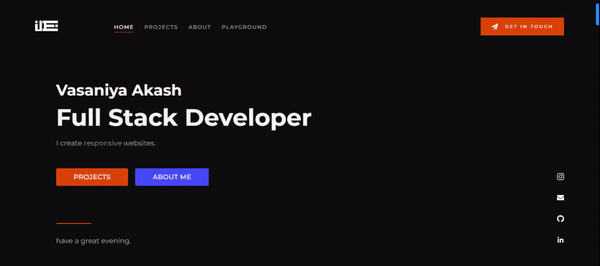 HOME PROJECTS ABOUT PLAYGROUND GET IN TOUCH
Vasaniya Akash
Full Stack Developer
I create responsive websites.
PROJECTS ABOUT ME
have a great evening.
in